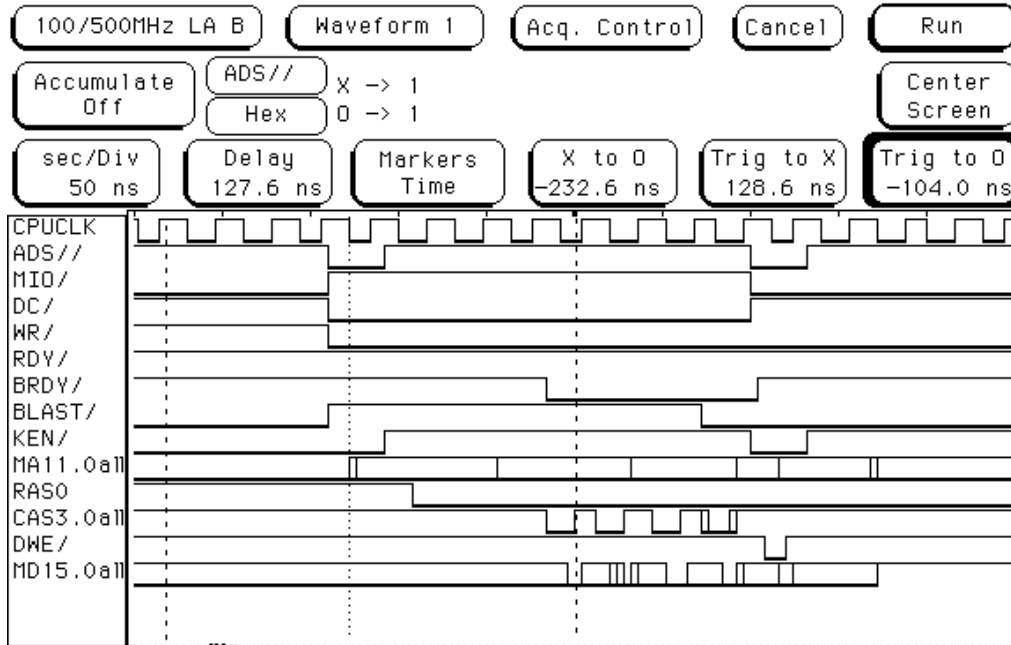 100/500MHz LA B Waveform 1 Acq. Control Cancel Run
Accumulate Off
ADS// X -> 1
Hex O -> 1
Center Screen
sec/Div Delay Markers X to O Trig to X Trig to O
50 ns 127.6 ns Time -232.6 ns 128.6 ns -104.0 ns
CPUCLK
ADS//
MIO/
DC/
WR/
RDY/
BRDY/
BLAST/
KEN/
MA11.0all
RAS0
CAS3.0all
DWE/
MD15.0all